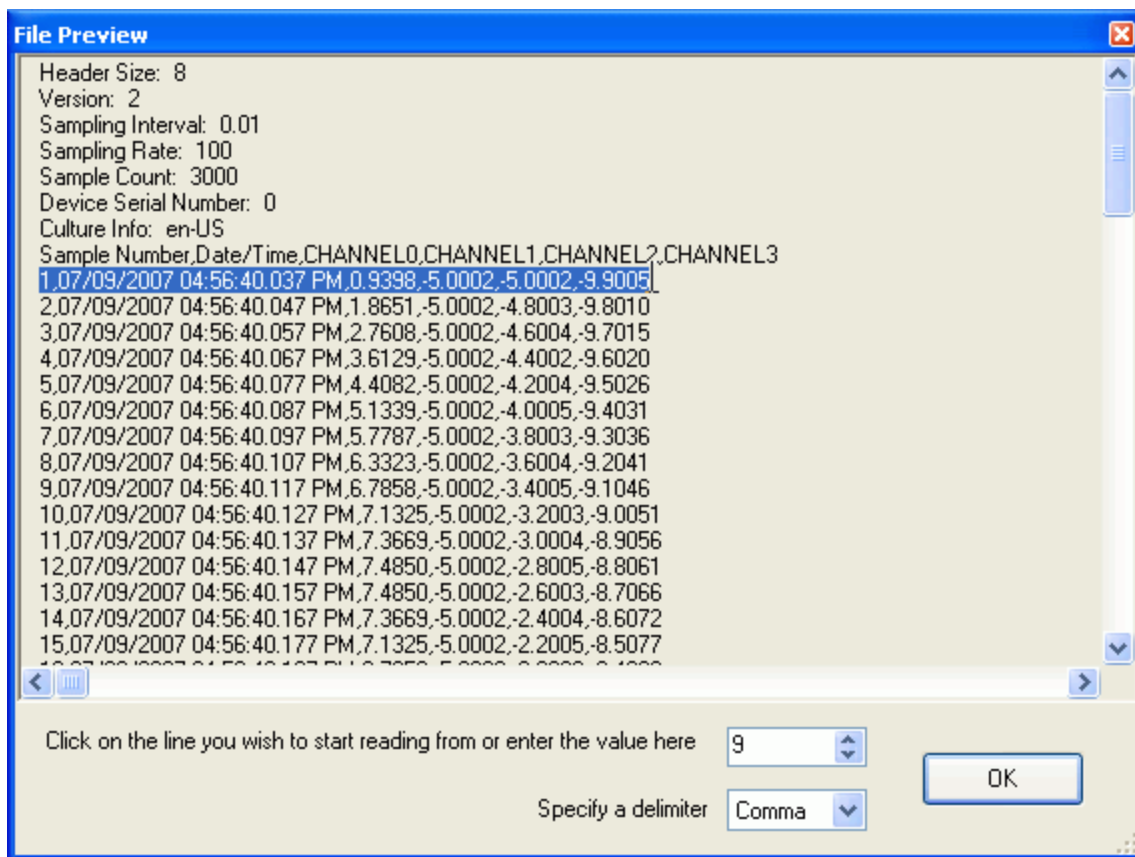 File Preview
Header Size:  8
Version:  2
Sampling Interval:  0.01
Sampling Rate:  100
Sample Count:  3000
Device Serial Number:  0
Culture Info:  en-US
Sample Number,Date/Time,CHANNEL0,CHANNEL1,CHANNEL2,CHANNEL3
1,07/09/2007 04:56:40.037 PM,0.9398,-5.0002,-5.0002,-9.9005
2,07/09/2007 04:56:40.047 PM,1.8651,-5.0002,-4.8003,-9.8010
3,07/09/2007 04:56:40.057 PM,2.7608,-5.0002,-4.6004,-9.7015
4,07/09/2007 04:56:40.067 PM,3.6129,-5.0002,-4.4002,-9.6020
5,07/09/2007 04:56:40.077 PM,4.4082,-5.0002,-4.2004,-9.5026
6,07/09/2007 04:56:40.087 PM,5.1339,-5.0002,-4.0005,-9.4031
7,07/09/2007 04:56:40.097 PM,5.7787,-5.0002,-3.8003,-9.3036
8,07/09/2007 04:56:40.107 PM,6.3323,-5.0002,-3.6004,-9.2041
9,07/09/2007 04:56:40.117 PM,6.7858,-5.0002,-3.4005,-9.1046
10,07/09/2007 04:56:40.127 PM,7.1325,-5.0002,-3.2003,-9.0051
11,07/09/2007 04:56:40.137 PM,7.3669,-5.0002,-3.0004,-8.9056
12,07/09/2007 04:56:40.147 PM,7.4850,-5.0002,-2.8005,-8.8061
13,07/09/2007 04:56:40.157 PM,7.4850,-5.0002,-2.6003,-8.7066
14,07/09/2007 04:56:40.167 PM,7.3669,-5.0002,-2.4004,-8.6072
15,07/09/2007 04:56:40.177 PM,7.1325,-5.0002,-2.2005,-8.5077
Click on the line you wish to start reading from or enter the value here 9
OK
Specify a delimiter Comma